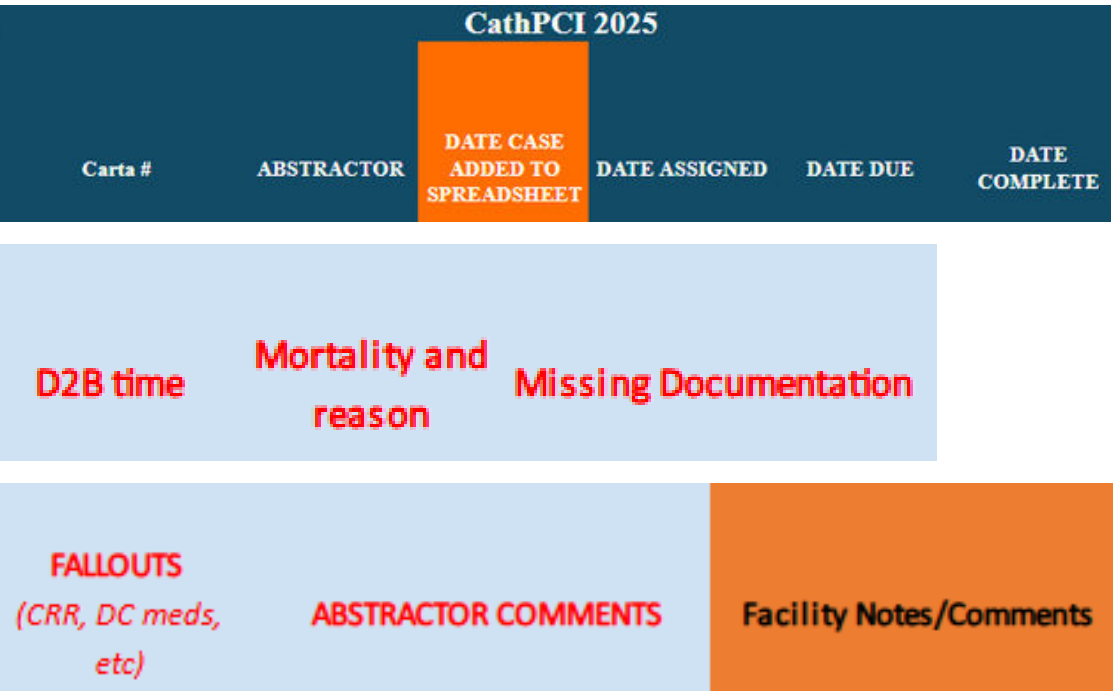 CathPCI 2025
Carta #
ABSTRACTOR
DATE CASE
ADDED TO
SPREADSHEET
DATE ASSIGNED
DATE DUE
DATE
COMPLETE
D2B time
Mortality and
reason
Missing Documentation
FALLOUTS
(CRR, DC meds,
etc)
ABSTRACTOR COMMENTS
Facility Notes/Comments